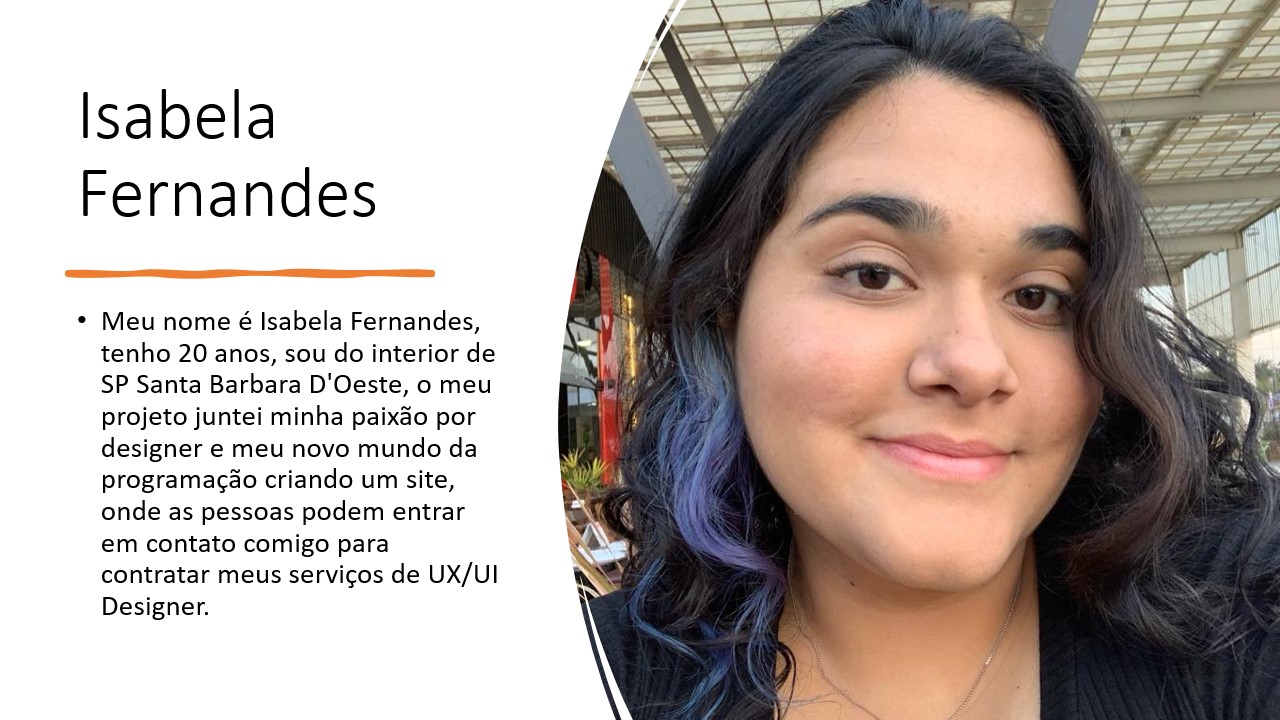 Isabela
Fernandes
• Meu nome é Isabela Fernandes,
tenho 20 anos, sou do interior de
SP Santa Barbara D'Oeste, o meu
projeto juntei minha paixão por
designer e meu novo mundo da
programação criando um site,
onde as pessoas podem entrar
em contato comigo para
contratar meus serviços de UX/UI
Designer.